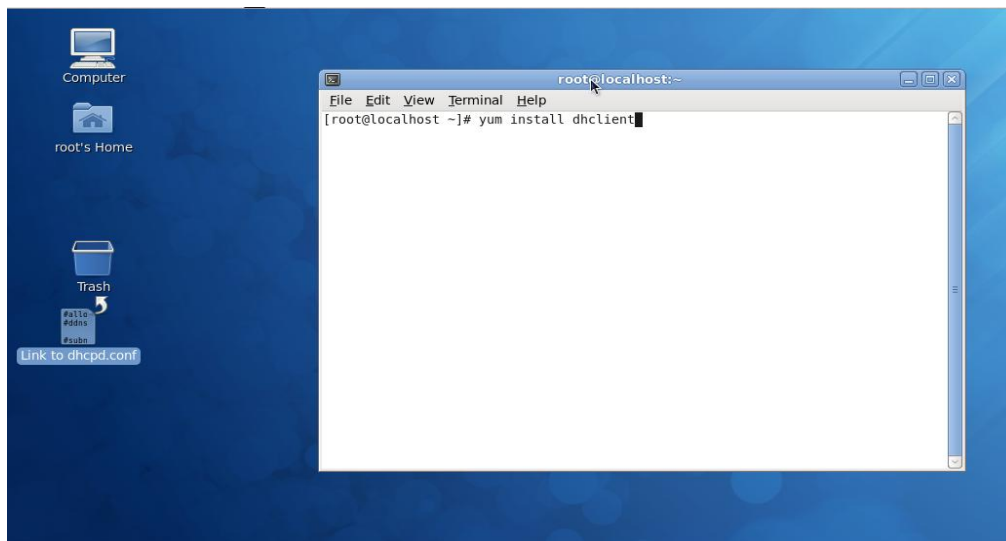 Computer
root's Home
Trash
#allo
#ddns
#subn
Link to dhcpd.conf
root@localhost:~
File Edit View Terminal Help
[root@localhost ~]# yum install dhclient